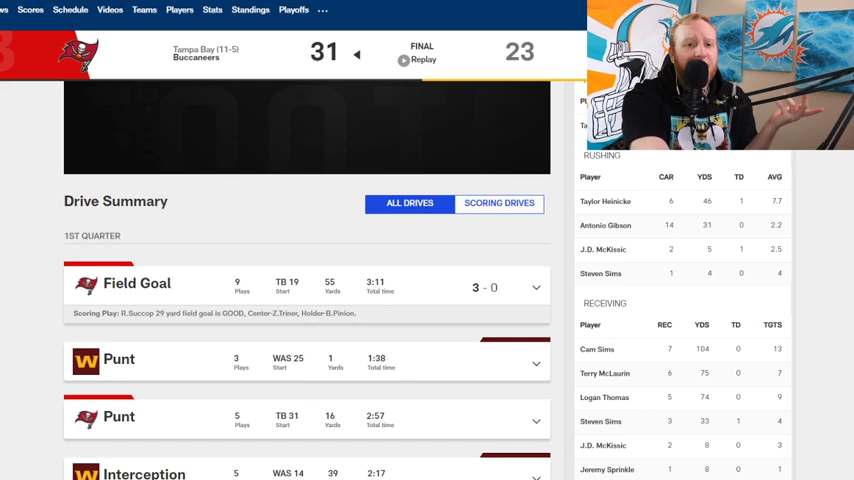 ws Scores Schedule Videos Teams Players Stats Standings Playoffs ...
Tampa Bay (11-5)
Buccaneers
31
FINAL
Replay
23
Drive Summary
ALL DRIVES
SCORING DRIVES
1ST QUARTER
Field Goal
9 TB 19 55 3:11
Plays Start Yards Total time
3 - 0
Scoring Play: R.Succop 29 yard field goal is GOOD, Center-Z.Triner, Holder-B.Pinion.
W
Punt
3 WAS 25 1 1:38
Plays Start Yards Total time
Punt
5 TB 31 16 2:57
Plays Start Yards Total time
W
Interception
5 WAS 14 39 2:17
Pl
Ta
RUSHING
Player CAR YDS TD AVG
Taylor Heinicke 6 46 1 7.7
Antonio Gibson 14 31 0 2.2
J.D. McKissic 2 5 1 2.5
Steven Sims 1 4 0 4
RECEIVING
Player REC YDS TD TGTS
Cam Sims 7 104 0 13
Terry McLaurin 6 75 0 7
Logan Thomas 5 74 0 9
Steven Sims 3 33 1 4
J.D. McKissic 2 8 0 3
Jeremy Sprinkle 1 8 0 1